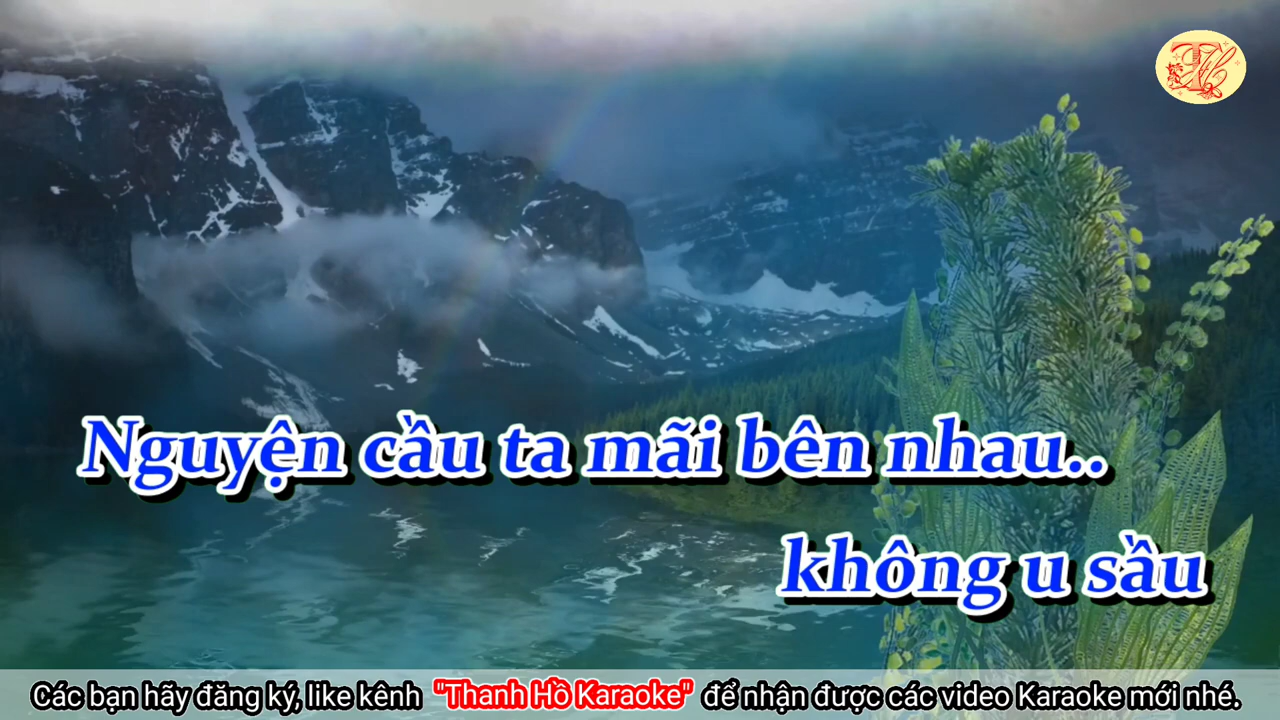 TH
Nguyện cầu ta mãi bên nhau..
không u sầu
Các bạn hãy đăng ký, like kênh "Thanh Hồ Karaoke" để nhận được các video Karaoke mới nhé.